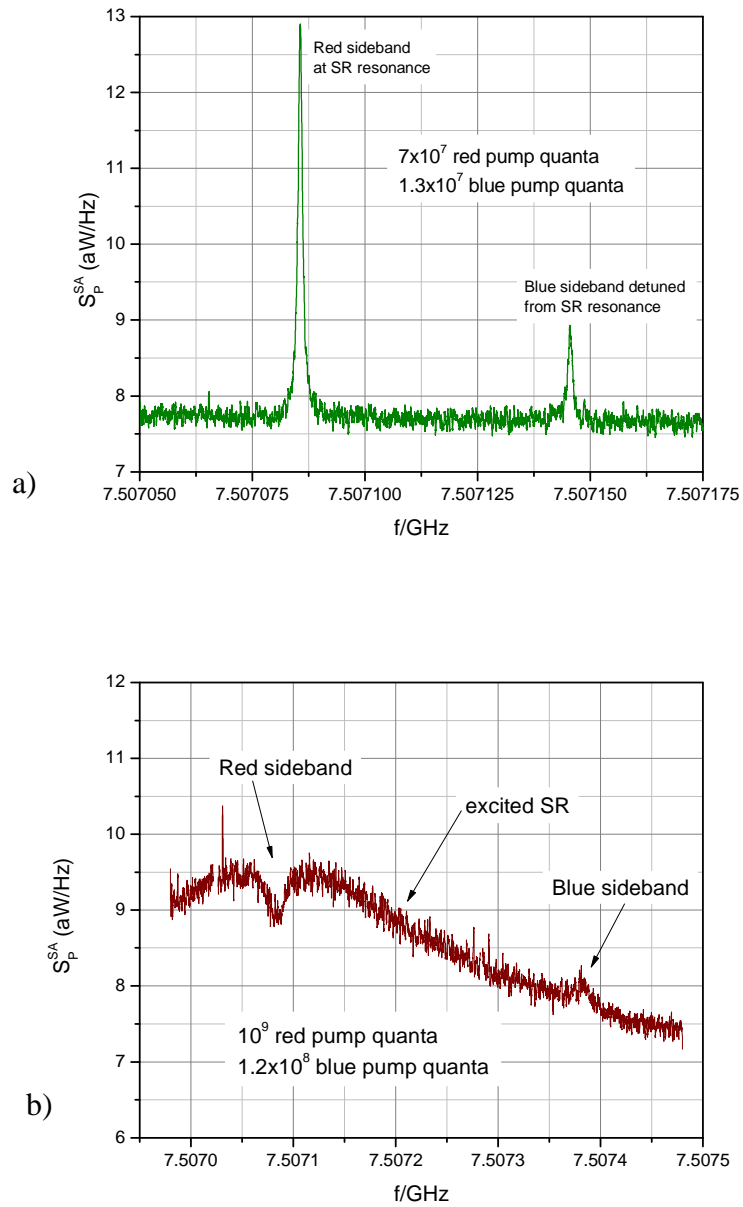 13
12
11
10
9
8
7
S_P^SA (aW/Hz)
Red sideband
at SR resonance
7x10^7 red pump quanta
1.3x10^7 blue pump quanta
Blue sideband detuned
from SR resonance
7.507050 7.507075 7.507100 7.507125 7.507150 7.507175
f/GHz
a)
12
11
10
9
8
7
6
S_P^SA (aW/Hz)
Red sideband
excited SR
Blue sideband
10^9 red pump quanta
1.2x10^8 blue pump quanta
7.5070 7.5071 7.5072 7.5073 7.5074 7.5075
f/GHz
b)